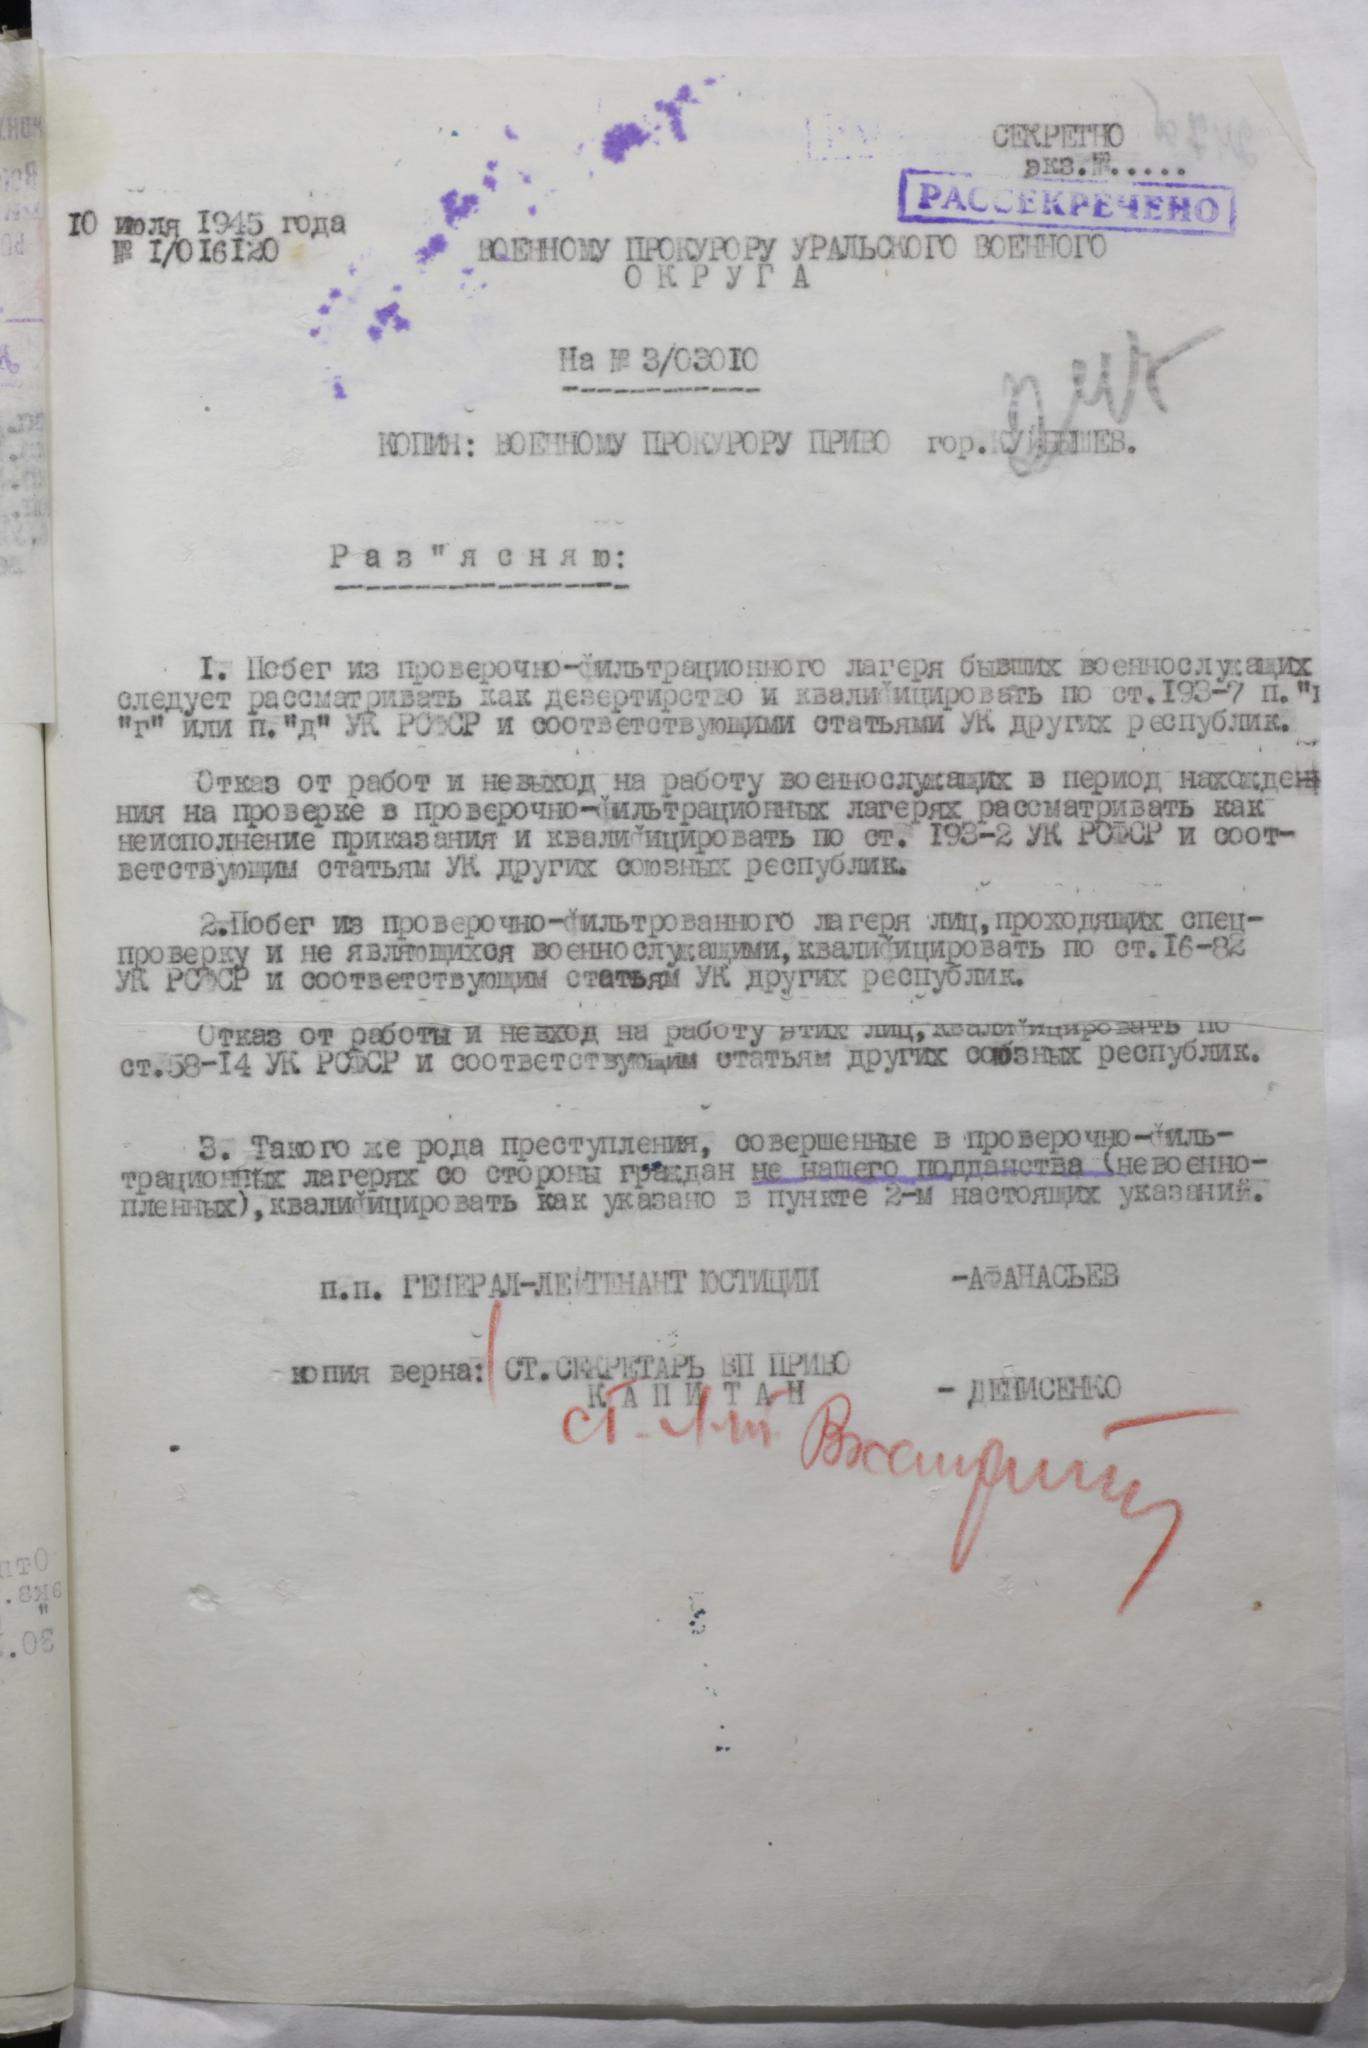 СЕКРЕТНО
экз.№.....
РАССЕКРЕЧЕНО
10 июля 1945 года
№ 1/016120
ВОЕННОМУ ПРОКУРОРУ УРАЛЬСКОГО ВОЕННОГО
О К Р У Г А
На № 3/03010
КОПИЯ: ВОЕННОМУ ПРОКУРОРУ ПРИВО гор.КУЙБЫШЕВ.
Р а з " я с н я ю:
1. Побег из проверочно-фильтрационного лагеря бывших военнослужащих
следует рассматривать как дезертирство и квалифицировать по ст.193-7 п.
"г" или п."д" УК РСФСР и соответствующими статьями УК других республик.
Отказ от работ и невыход на работу военнослужащих в период нахожден
ния на проверке в проверочно-фильтрационных лагерях рассматривать как
неисполнение приказания и квалифицировать по ст. 193-2 УК РСФСР и соот-
ветствующим статьям УК других союзных республик.
2.Побег из проверочно-фильтрованного лагеря лиц,проходящих спец-
проверку и не являющихся военнослужащими,квалифицировать по ст.16-82
УК РСФСР и соответствующим статьям УК других республик.
Отказ от работы и невход на работу этих лиц,квалифицировать по
ст.58-14 УК РСФСР и соответствующим статьям других союзных республик.
3. Такого же рода преступления, совершенные в проверочно-филь-
трационных лагерях со стороны граждан не нашего подданства (невоенно-
пленных),квалифицировать как указано в пункте 2-м настоящих указаний.
п.п. ГЕНЕРАЛ-ЛЕЙТЕНАНТ ЮСТИЦИИ -АФАНАСЬЕВ
копия верна: СТ.СЕКРЕТАРЬ ВП ПРИВО
К А П И Т А Н - ДЕНИСЕНКО